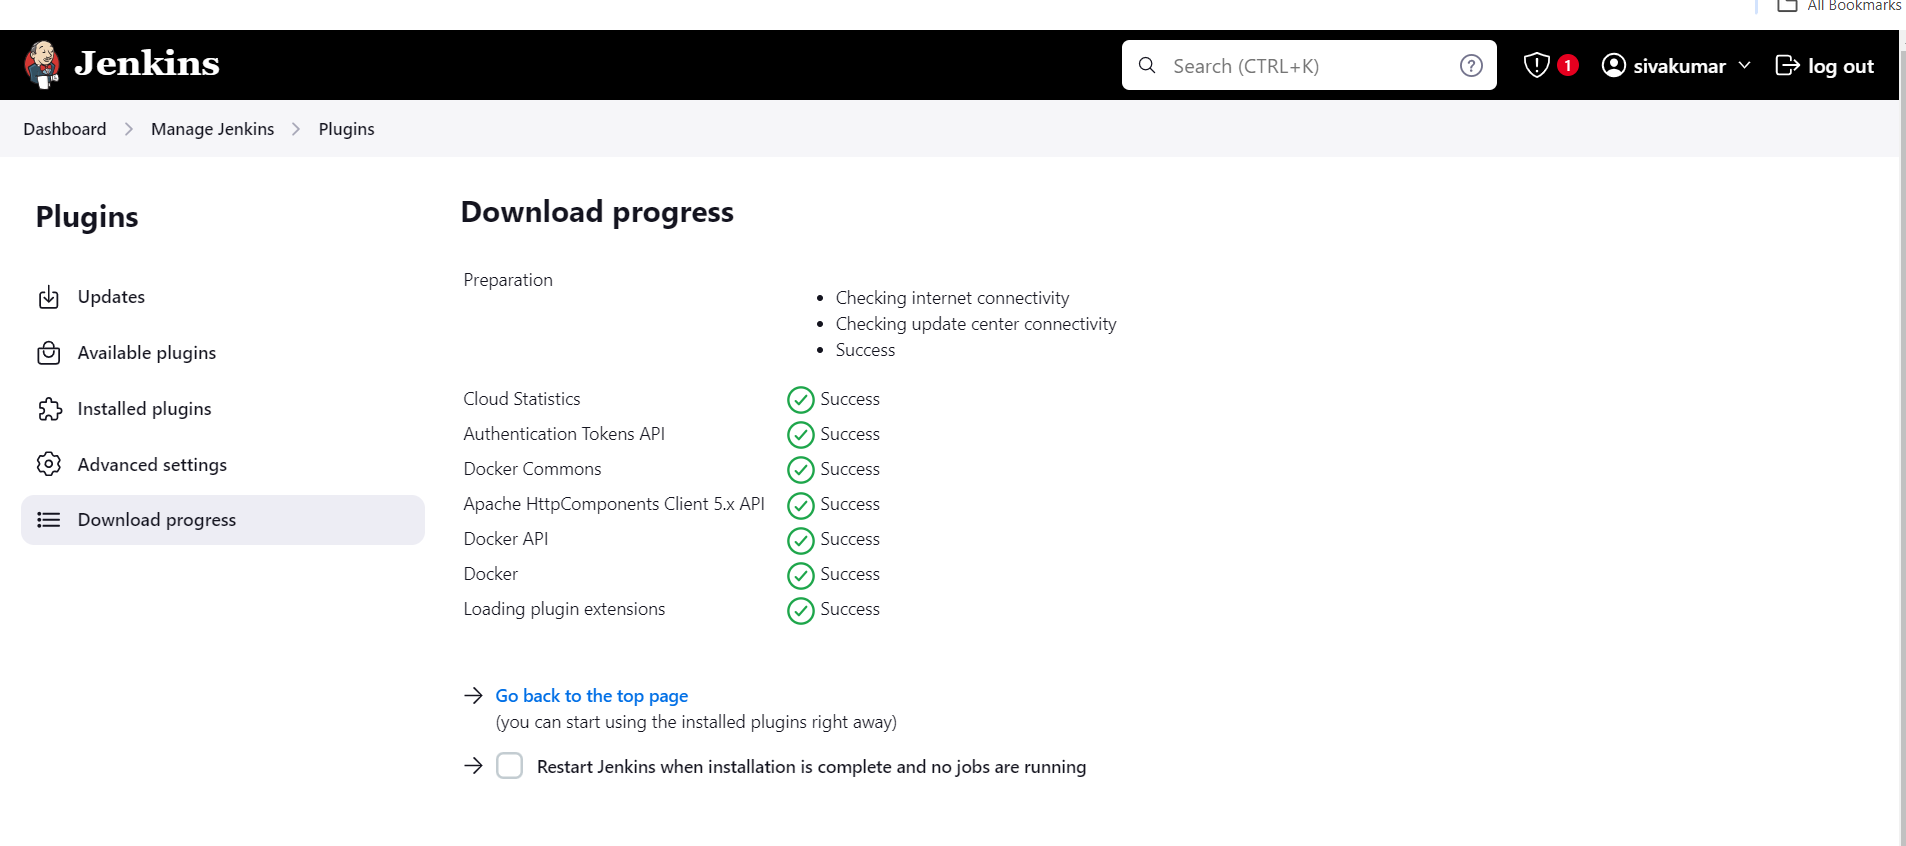 All Bookmarks
Jenkins
Search (CTRL+K)
1
sivakumar
log out
Dashboard
Manage Jenkins
Plugins
Plugins
Updates
Available plugins
Installed plugins
Advanced settings
Download progress
Download progress
Preparation
Checking internet connectivity
Checking update center connectivity
Success
Cloud Statistics Success
Authentication Tokens API Success
Docker Commons Success
Apache HttpComponents Client 5.x API Success
Docker API Success
Docker Success
Loading plugin extensions Success
Go back to the top page
(you can start using the installed plugins right away)
Restart Jenkins when installation is complete and no jobs are running